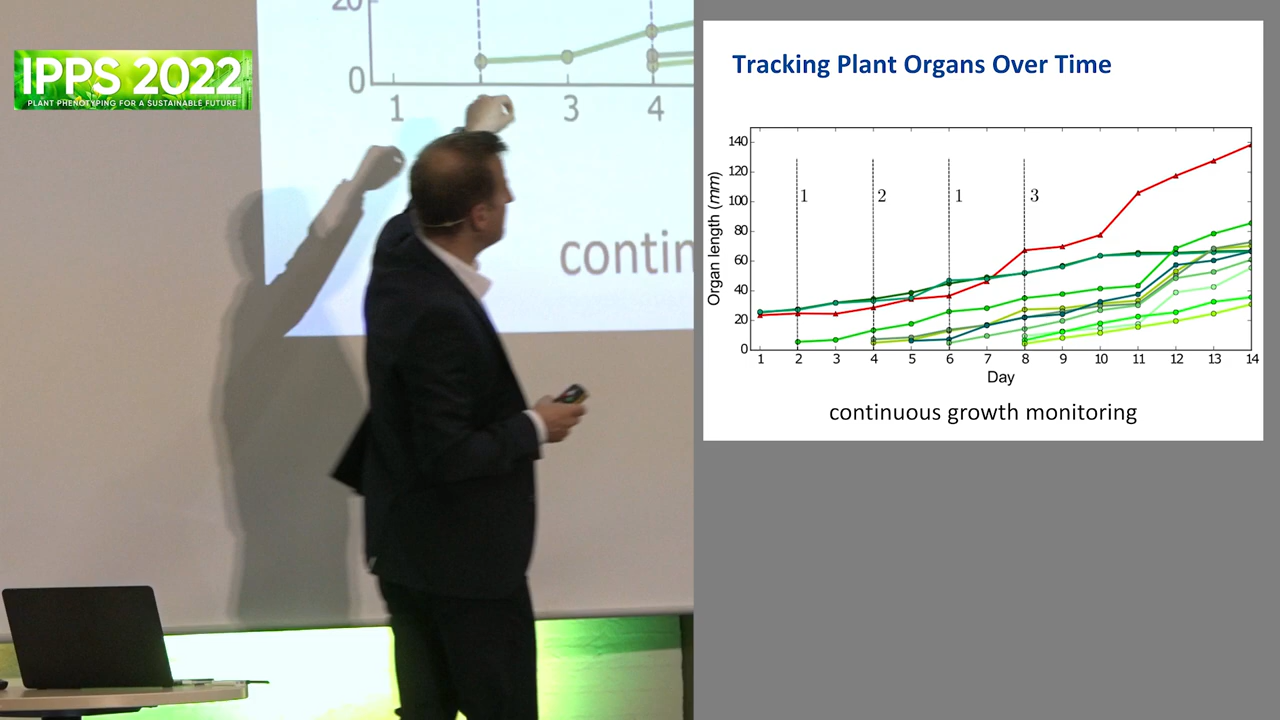 IPPS 2022
PLANT PHENOTYPING FOR A SUSTAINABLE FUTURE
20
0
1
3
4
contin
Tracking Plant Organs Over Time
Organ length (mm)
140
120
100
80
60
40
20
0
1
2
1
3
1 2 3 4 5 6 7 8 9 10 11 12 13 14
Day
continuous growth monitoring